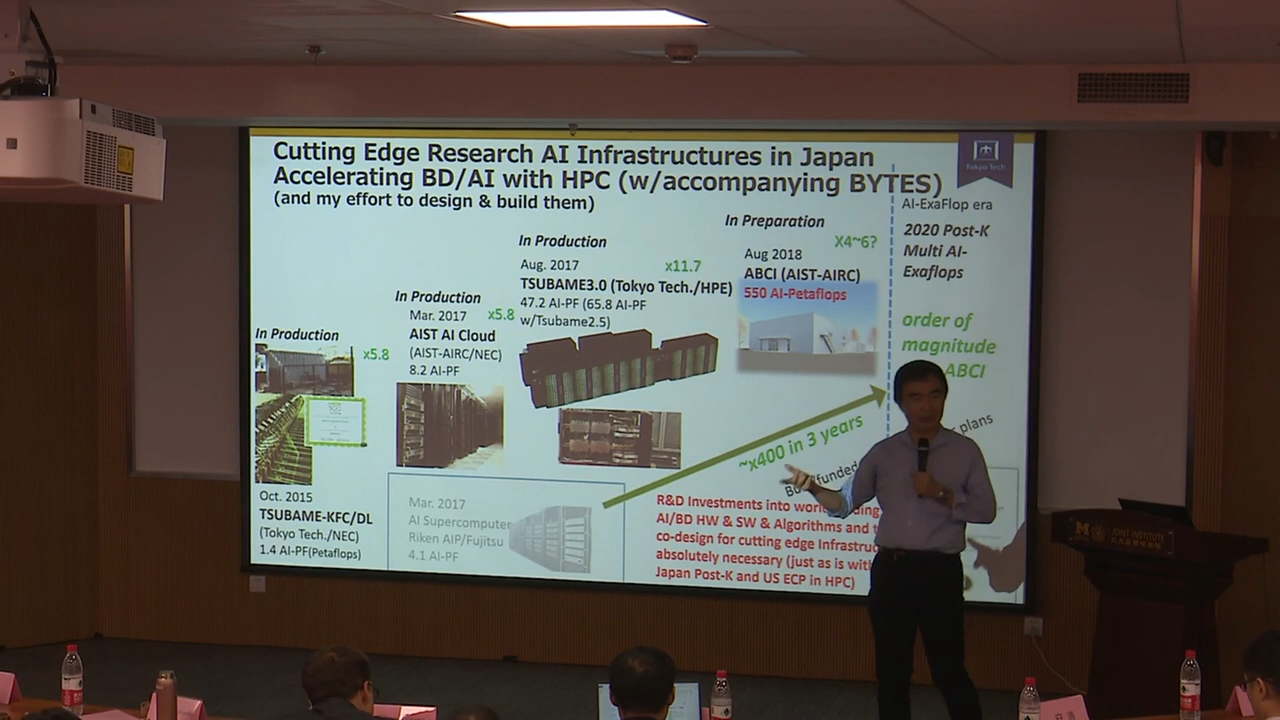 Cutting Edge Research AI Infrastructures in Japan
Accelerating BD/AI with HPC (w/accompanying BYTES)
(and my effort to design & build them)
Tokyo Tech
In Production
x5.8
Oct. 2015
TSUBAME-KFC/DL
(Tokyo Tech./NEC)
1.4 AI-PF(Petaflops)
In Production
Mar. 2017
x5.8
AIST AI Cloud
(AIST-AIRC/NEC)
8.2 AI-PF
Mar. 2017
AI Supercomputer
Riken AIP/Fujitsu
4.1 AI-PF
In Production
Aug. 2017
x11.7
TSUBAME3.0 (Tokyo Tech./HPE)
47.2 AI-PF (65.8 AI-PF
w/Tsubame2.5)
In Preparation
X4~6?
Aug 2018
ABCI (AIST-AIRC)
550 AI-Petaflops
AI-ExaFlop era
2020 Post-K
Multi AI-
Exaflops
order of
magnitude
ABCI
~x400 in 3 years
plans
funded
R&D Investments into
AI/BD HW & SW & Algorithms and
co-design for cutting edge
absolutely necessary (just as is
Japan Post-K and US ECP in HPC)
M
JOINT INSTITUTE